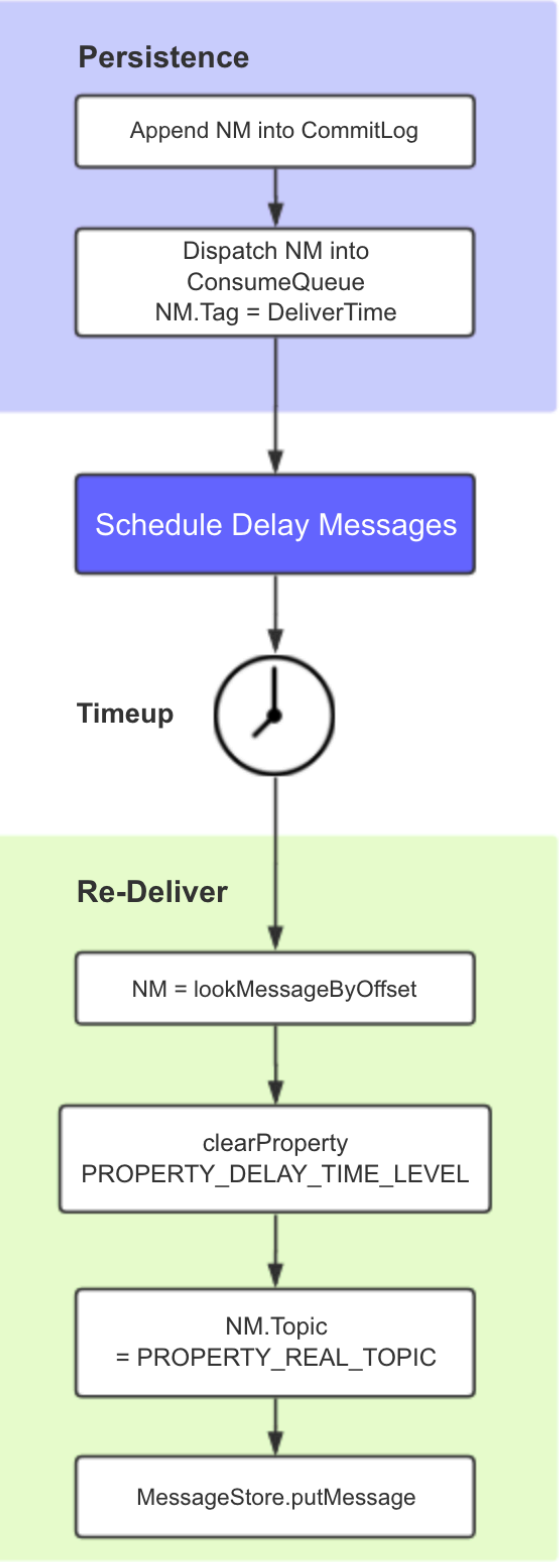 Persistence
Append NM into CommitLog
Dispatch NM into
ConsumeQueue
NM.Tag = DeliverTime
Schedule Delay Messages
Timeup
Re-Deliver
NM = lookMessageByOffset
clearProperty
PROPERTY_DELAY_TIME_LEVEL
NM.Topic
= PROPERTY_REAL_TOPIC
MessageStore.putMessage